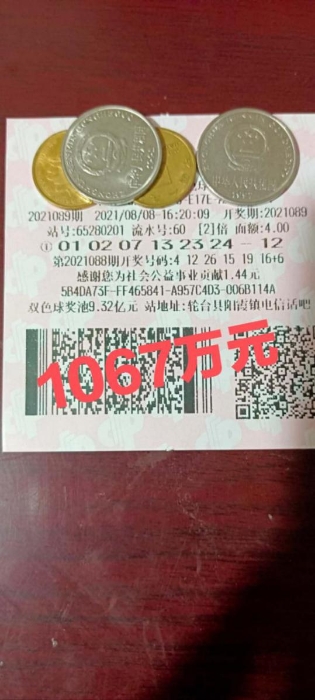 2021089期 2021/08/08-16:20:09 开奖期:2021089
站号:65280201 流水号:60 [2]倍 面额:4.00
① 01 02 07 13 23 24 — 12
第2021088期开奖号码:4 12 26 15 19 16+6
感谢您为社会公益事业贡献1.44元
5B4DA73F-FF465841-A957C4D3-006B114A
双色球奖池9.32亿元 站地址:轮台县阳霞镇电信话吧
1067万元